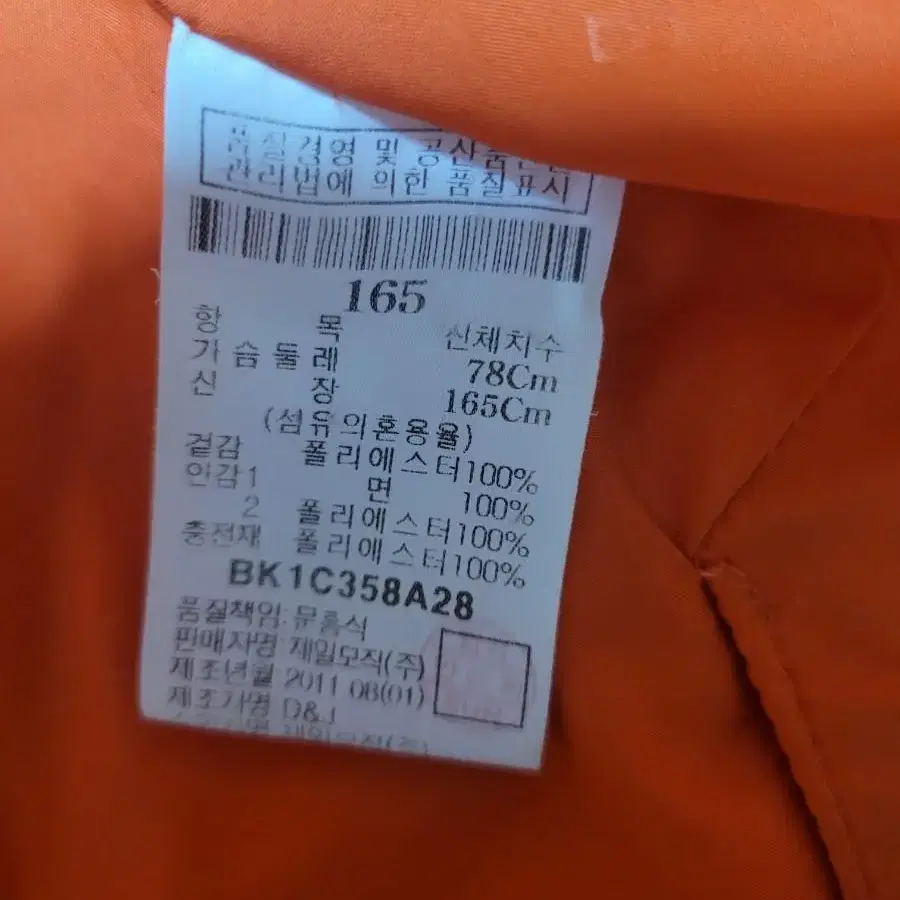 품질경영 및 공산품안전
관리법에 의한 품질표시
165
항 목 신체치수
가슴둘레 78Cm
신 장 165Cm
(섬유의혼용율)
겉감 폴리에스터100%
안감1 면 100%
2 폴리에스터100%
충전재 폴리에스터100%
BK1C358A28
품질책임:
판매자명:제일모직(주)
제조년월:2011 08(01)
제조자명:D&J
제일모직(주)